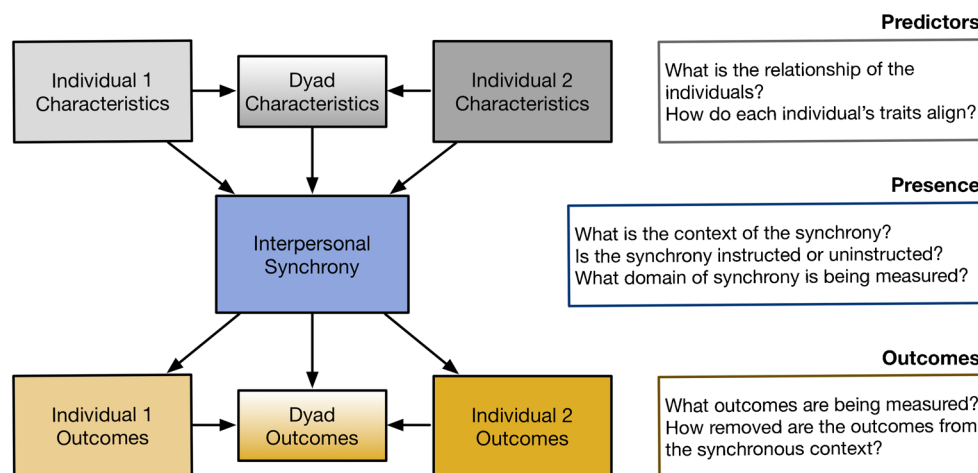 Predictors
Individual 1
Characteristics
Dyad
Characteristics
Individual 2
Characteristics
What is the relationship of the
individuals?
How do each individual's traits align?
Presence
Interpersonal
Synchrony
What is the context of the synchrony?
Is the synchrony instructed or uninstructed?
What domain of synchrony is being measured?
Outcomes
Individual 1
Outcomes
Dyad
Outcomes
Individual 2
Outcomes
What outcomes are being measured?
How removed are the outcomes from
the synchronous context?